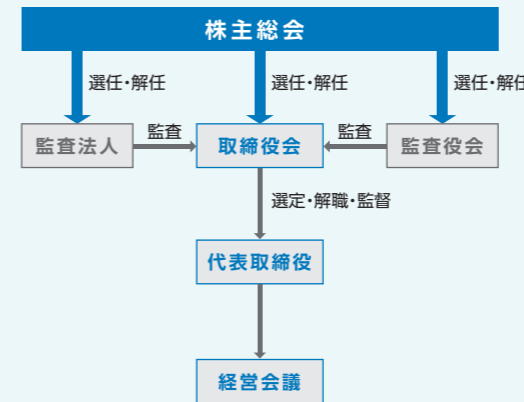 株主総会
選任・解任
選任・解任
選任・解任
監査法人
監査
取締役会
監査
監査役会
選定・解職・監督
代表取締役
経営会議